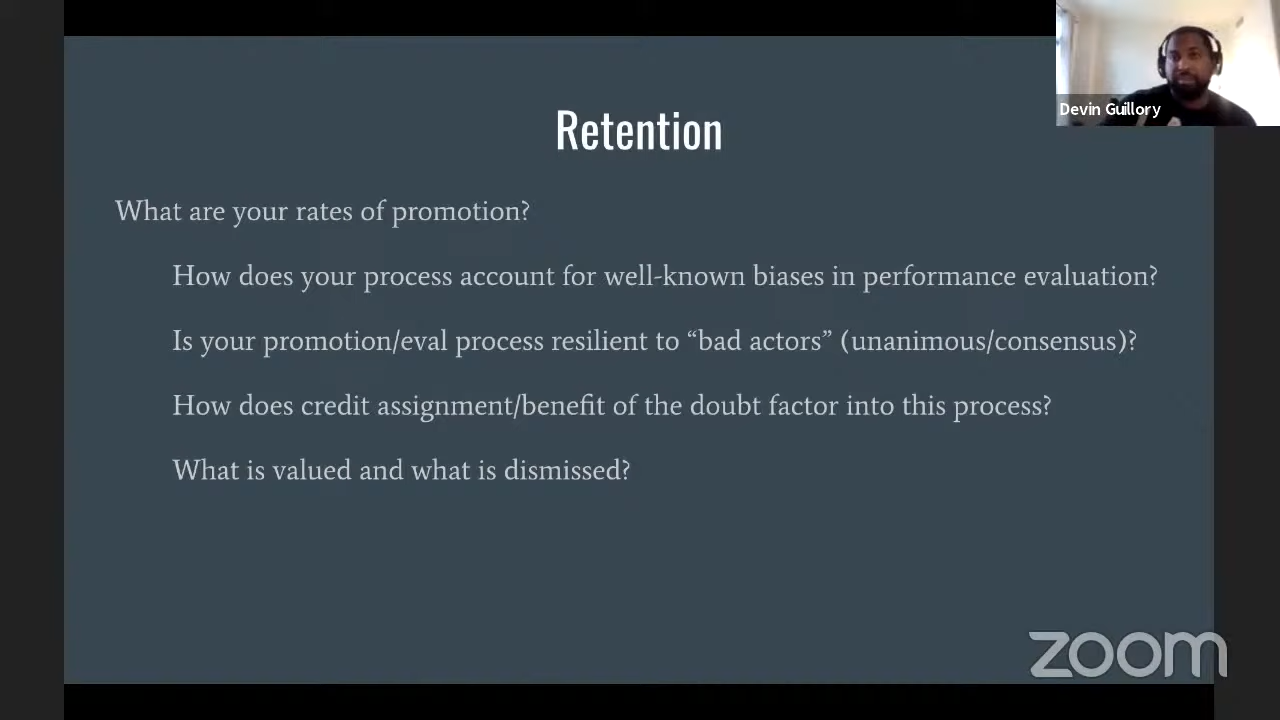 Devin Guillory
Retention
What are your rates of promotion?
How does your process account for well-known biases in performance evaluation?
Is your promotion/eval process resilient to “bad actors” (unanimous/consensus)?
How does credit assignment/benefit of the doubt factor into this process?
What is valued and what is dismissed?
zoom